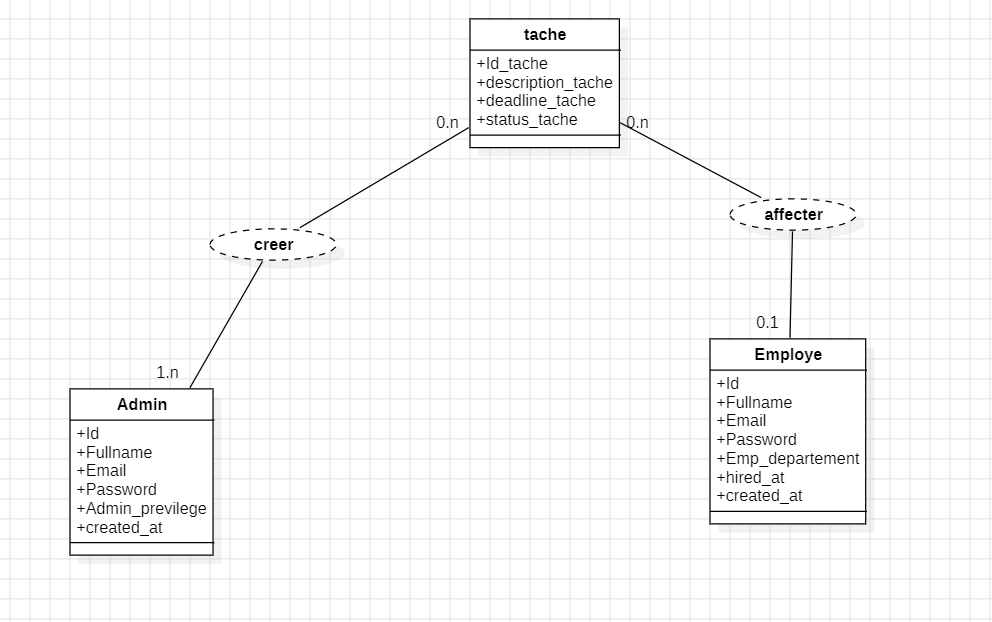 tache
+Id_tache
+description_tache
+deadline_tache
+status_tache
0.n
0.n
affecter
creer
0.1
1.n
Employe
+Id
+Fullname
+Email
+Password
+Emp_departement
+hired_at
+created_at
Admin
+Id
+Fullname
+Email
+Password
+Admin_previlege
+created_at